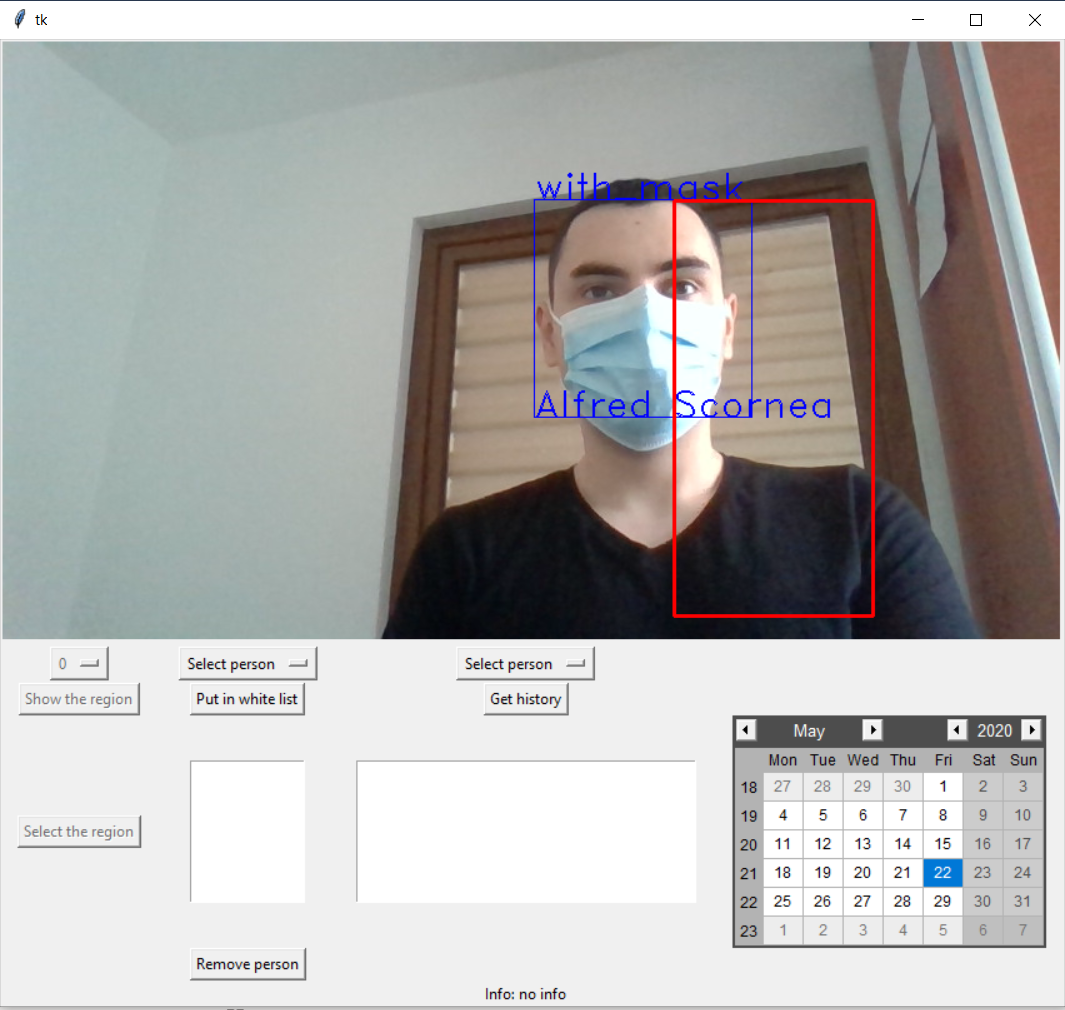 tk
with_mask
Alfred Scornea
0
Select person
Select person
Show the region
Put in white list
Get history
May 2020
Mon Tue Wed Thu Fri Sat Sun
18 27 28 29 30 1 2 3
19 4 5 6 7 8 9 10
20 11 12 13 14 15 16 17
21 18 19 20 21 22 23 24
22 25 26 27 28 29 30 31
23 1 2 3 4 5 6 7
Select the region
Remove person
Info: no info